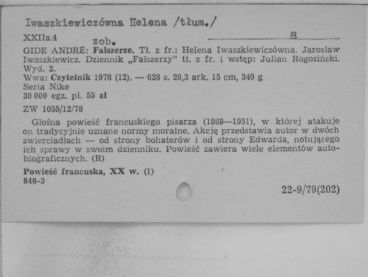 Iwaszkiewiczówna Helena /tłum./
XXIIa.4 zob. 8
GIDE ANDRÉ: Fałszerze. Tł. z fr.: Helena Iwaszkiewiczówna, Jarosław
Iwaszkiewicz. Dziennik „Fałszerzy” tł. z fr. i wstęp: Julian Rogoziński.
Wyd. 2.
Wwa: Czytelnik 1978 (12). — 628 s. 20,3 ark. 15 cm, 340 g
Seria Nike
30 000 egz. pł. 55 zł
ZW 1055/12/78
Głośna powieść francuskiego pisarza (1869—1951), w której atakuje
on tradycyjnie uznane normy moralne. Akcję przedstawia autor w dwóch
zwierciadłach — od strony bohaterów i od strony Edwarda, notującego
ich sprawy w swoim dzienniku. Powieść zawiera wiele elementów auto-
biograficznych. (R)
Powieść francuska, XX w. (1)
840-3
22-9/79(202)